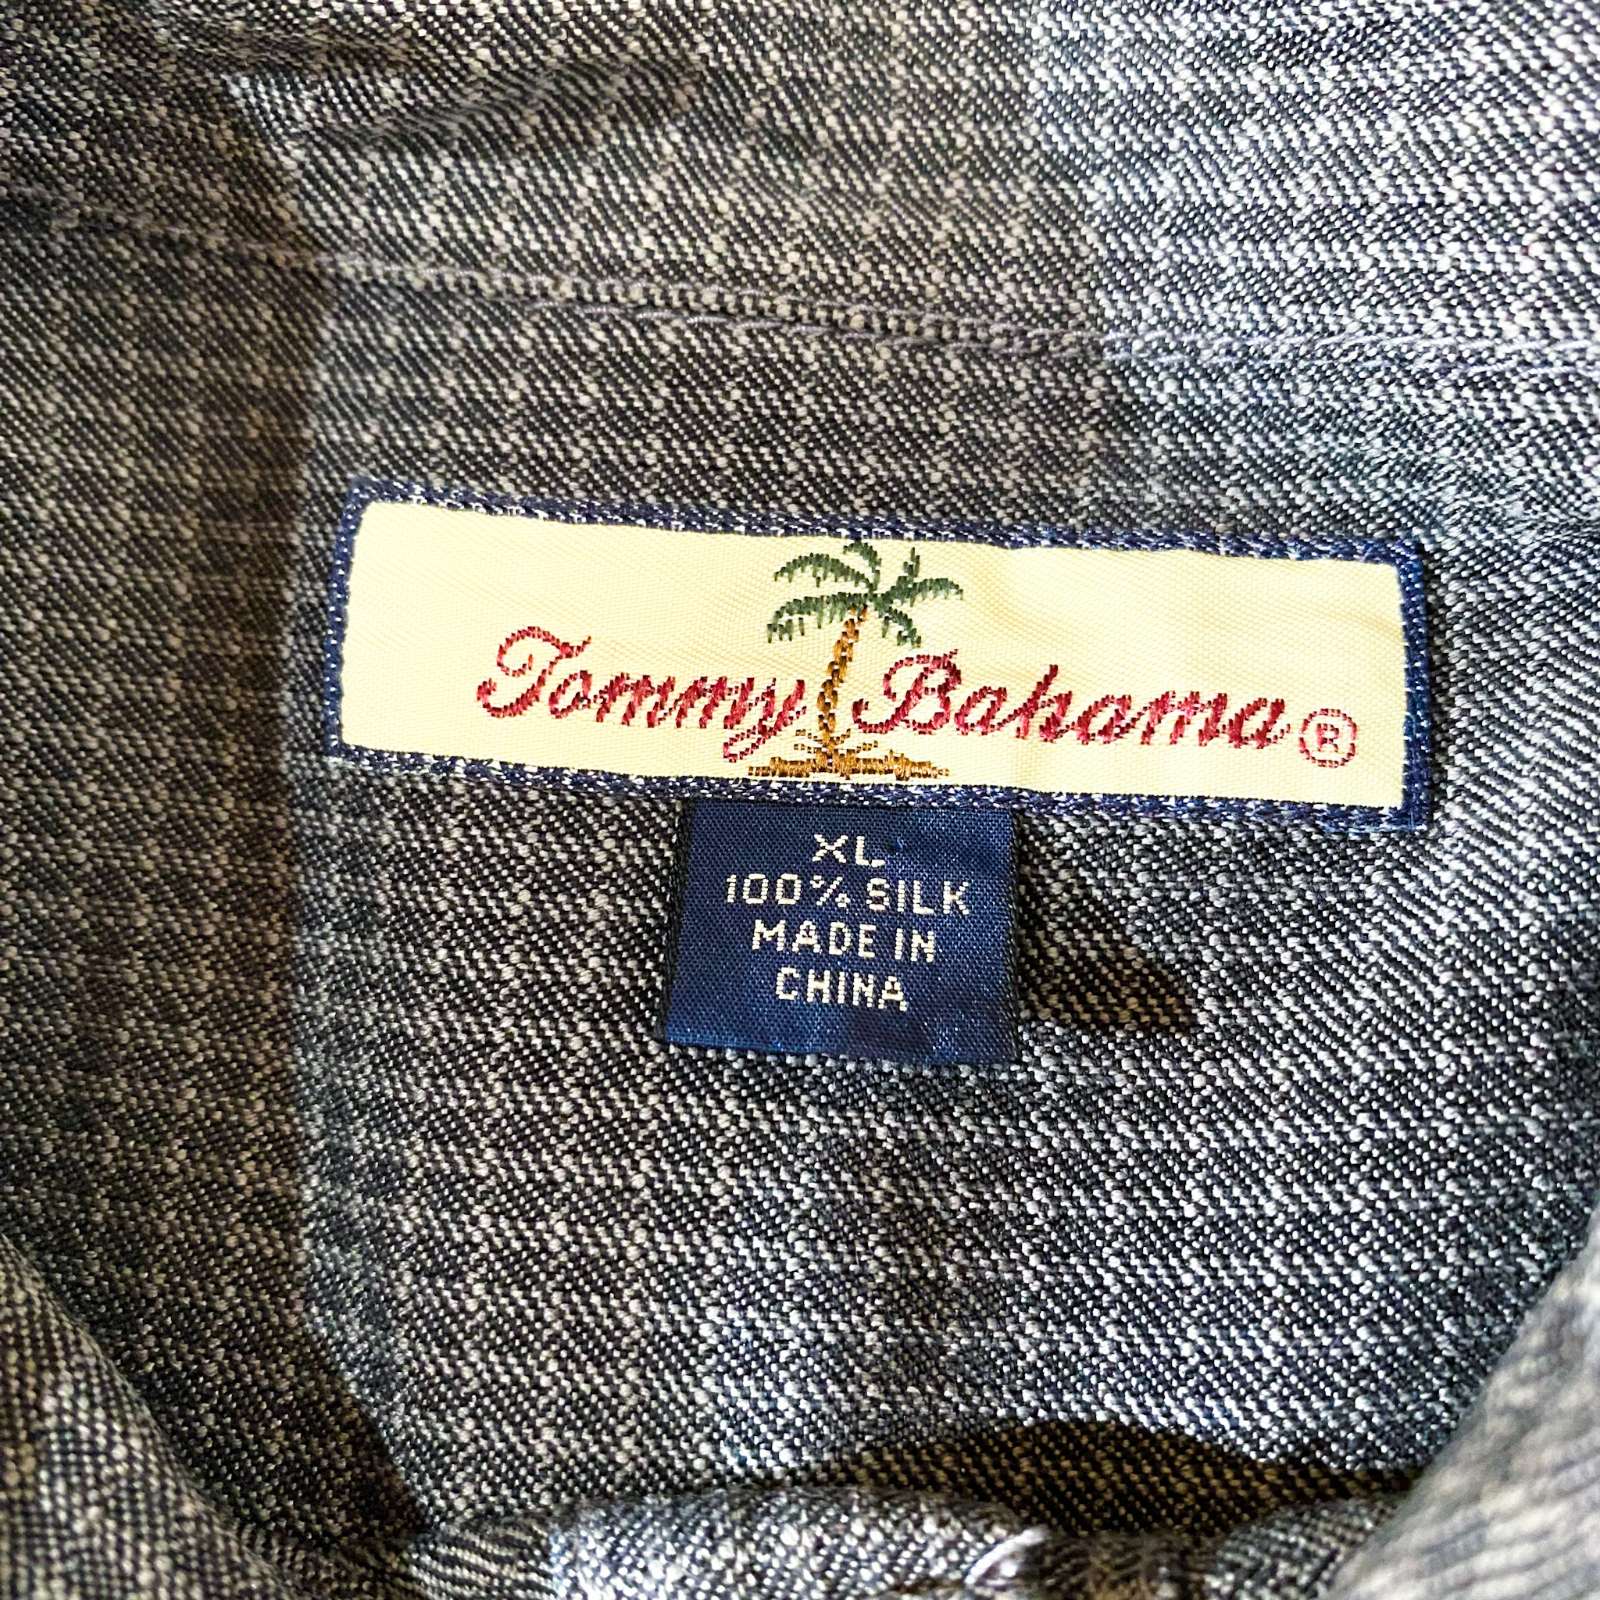 Tommy Bahama ®
XL
100% SILK
MADE IN
CHINA